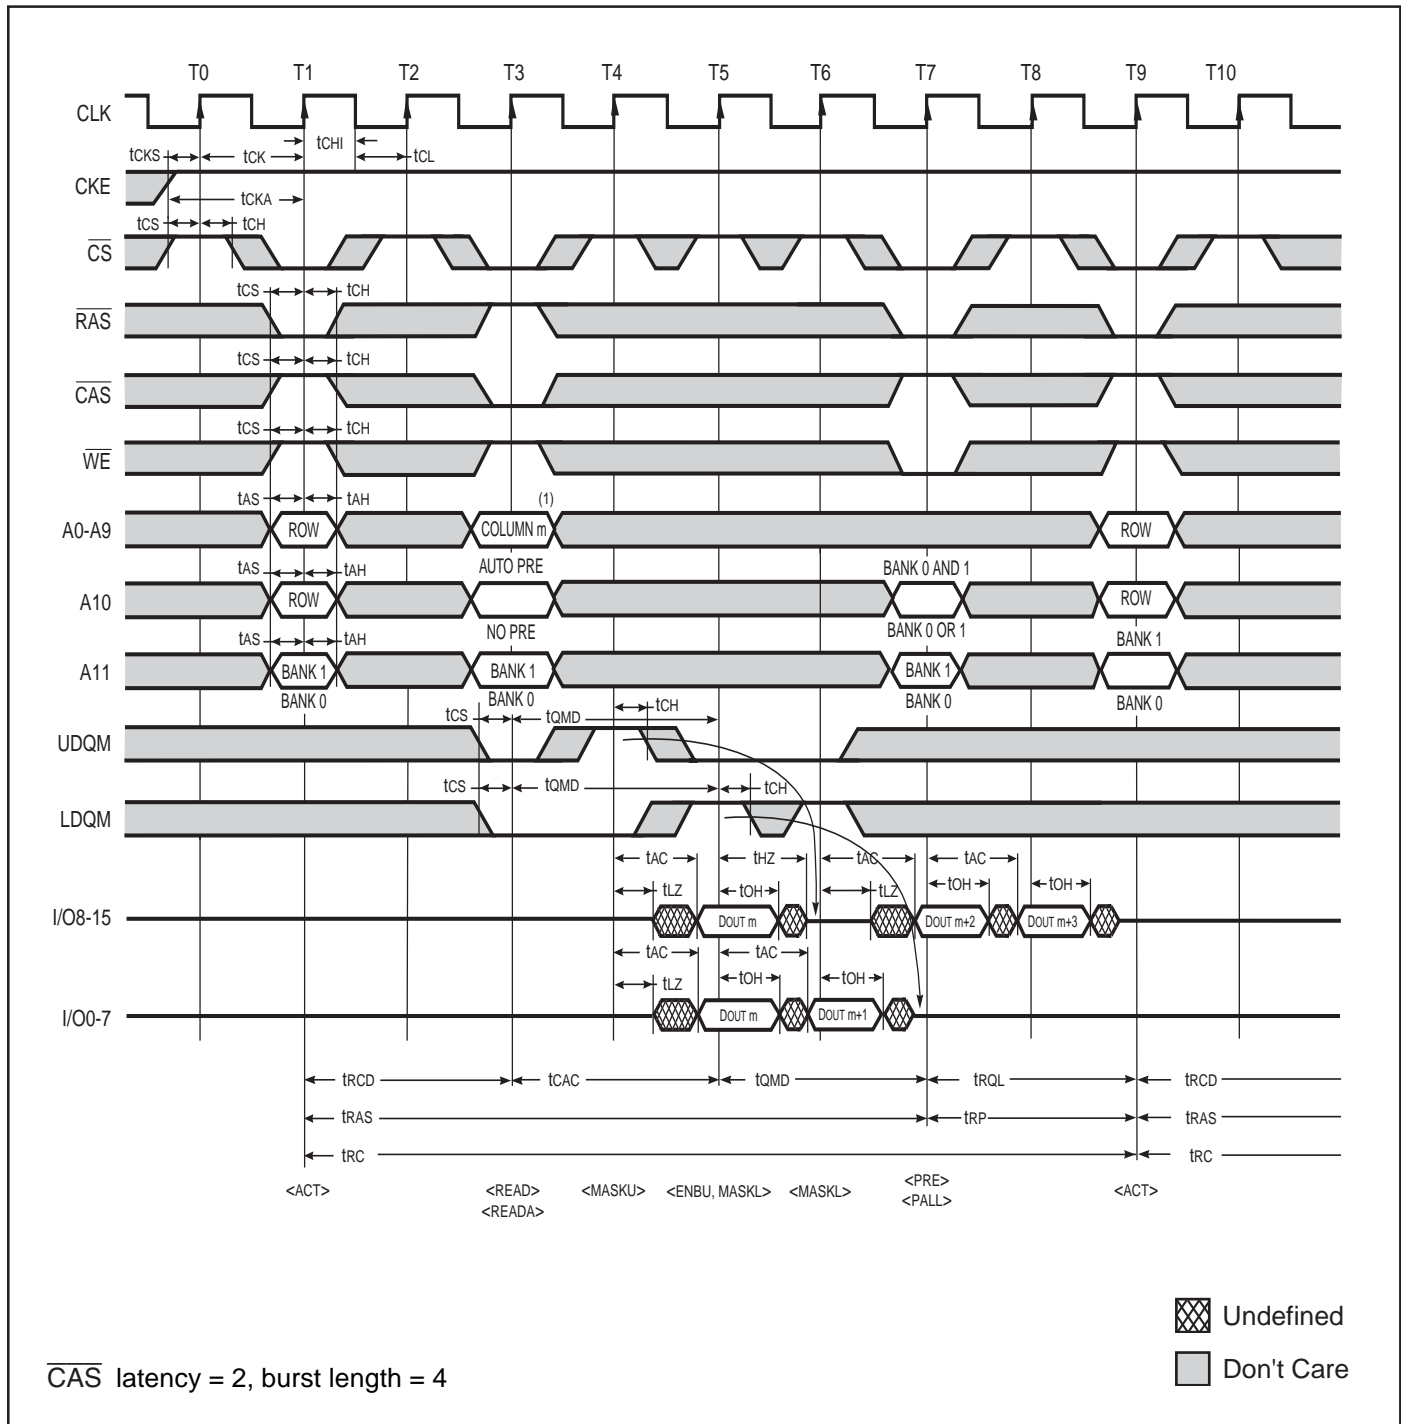 T0 T1 T2 T3 T4 T5 T6 T7 T8 T9 T10
CLK
tCHI
tCKS tCK tCL
CKE
tCKA
tCS tCH
CS
tCS tCH
RAS
tCS tCH
CAS
tCS tCH
WE
tAS tAH (1)
A0-A9 ROW COLUMN m ROW
tAS tAH AUTO PRE BANK 0 AND 1
A10 ROW ROW
tAS tAH NO PRE BANK 0 OR 1 BANK 1
A11 BANK 1 BANK 1 BANK 1
BANK 0 BANK 0 BANK 0 BANK 0
tCS tQMD tCH
UDQM
tCS tQMD tCH
LDQM
tAC tHZ tAC tAC
tLZ tOH tLZ tOH tOH
I/O8-15 DOUT m DOUT m+2 DOUT m+3
tAC tAC
tLZ tOH tOH
I/O0-7 DOUT m DOUT m+1
tRCD tCAC tQMD tRQL tRCD
tRAS tRP tRAS
tRC tRC
<ACT> <READ> <MASKU> <ENBU, MASKL> <MASKL> <PRE> <ACT>
<READA> <PALL>
Undefined
Don't Care
CAS latency = 2, burst length = 4